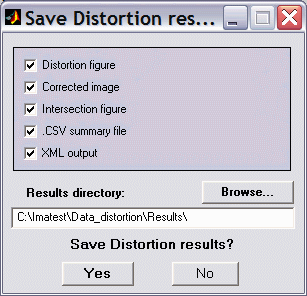 Save Distortion res...
Distortion figure
Corrected image
Intersection figure
.CSV summary file
XML output
Results directory:
Browse...
C:\Imatest\Data_distortion\Results\
Save Distortion results?
Yes
No